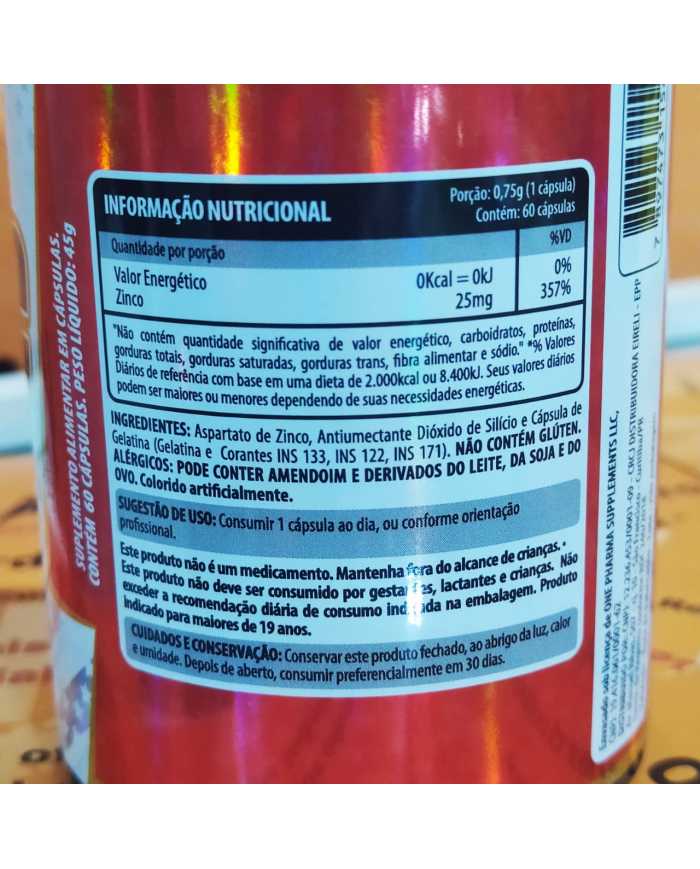 INFORMAÇÃO NUTRICIONAL
Porção: 0,75g (1 cápsula)
Contém: 60 cápsulas
Quantidade por porção %VD
Valor Energético 0Kcal = 0kJ 0%
Zinco 25mg 357%
"Não contém quantidade significativa de valor energético, carboidratos, proteínas,
gorduras totais, gorduras saturadas, gorduras trans, fibra alimentar e sódio." *% Valores
Diários de referência com base em uma dieta de 2.000kcal ou 8.400kJ. Seus valores diários
podem ser maiores ou menores dependendo de suas necessidades energéticas.
INGREDIENTES: Aspartato de Zinco, Antiumectante Dióxido de Silício e Cápsula de
Gelatina (Gelatina e Corantes INS 133, INS 122, INS 171). NÃO CONTÉM GLÚTEN.
ALÉRGICOS: PODE CONTER AMENDOIM E DERIVADOS DO LEITE, DA SOJA E DO
OVO. Colorido artificialmente.
SUGESTÃO DE USO: Consumir 1 cápsula ao dia, ou conforme orientação
profissional.
Este produto não é um medicamento. Mantenha fora do alcance de crianças.
Este produto não deve ser consumido por gestantes, lactantes e crianças. Não
exceder a recomendação diária de consumo indicada na embalagem. Produto
indicado para maiores de 19 anos.
CUIDADOS E CONSERVAÇÃO: Conservar este produto fechado, ao abrigo da luz, calor
e umidade. Depois de aberto, consumir preferencialmente em 30 dias.
SUPLEMENTO ALIMENTAR EM CÁPSULAS.
CONTÉM 60 CÁPSULAS. PESO LÍQUIDO: 45g
Envasado sob licença de ONE PHARMA SUPPLEMENTS LLC,
CRCJ DISTRIBUIDORA EIRELI - EPP